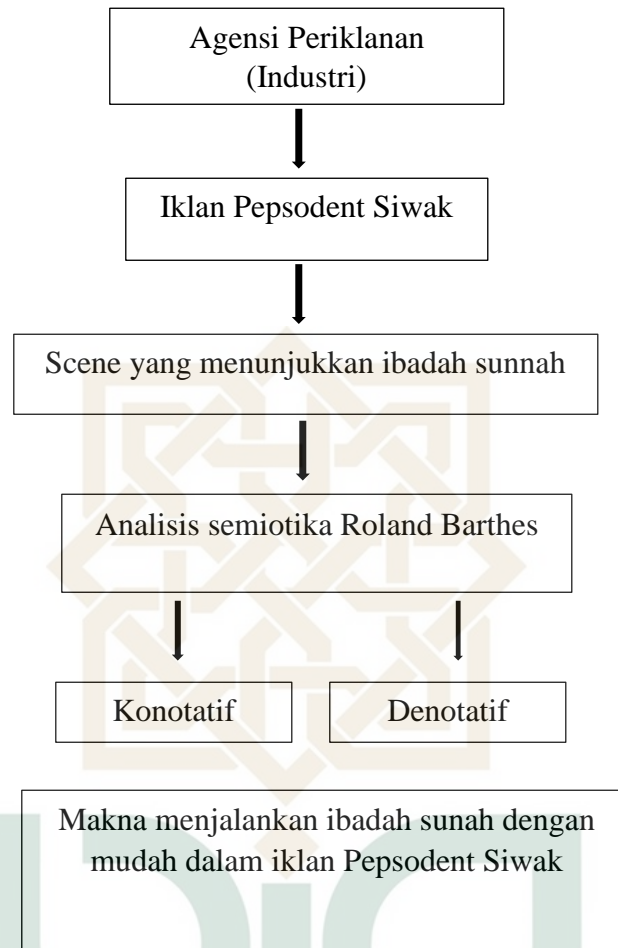 Agensi Periklanan
(Industri)
Iklan Pepsodent Siwak
Scene yang menunjukkan ibadah sunnah
Analisis semiotika Roland Barthes
Konotatif
Denotatif
Makna menjalankan ibadah sunah dengan
mudah dalam iklan Pepsodent Siwak